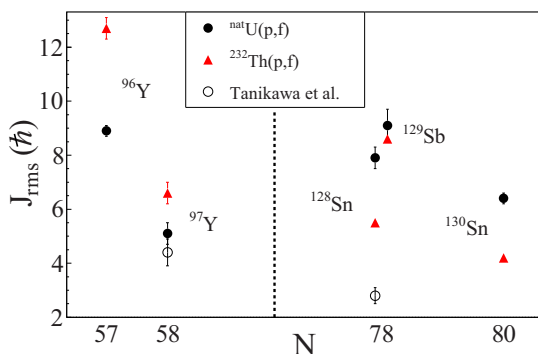 J_rms (ℏ)
12
10
8
6
4
2
^natU(p,f)
^232Th(p,f)
Tanikawa et al.
^96Y
^97Y
^129Sb
^128Sn
^130Sn
57
58
78
80
N